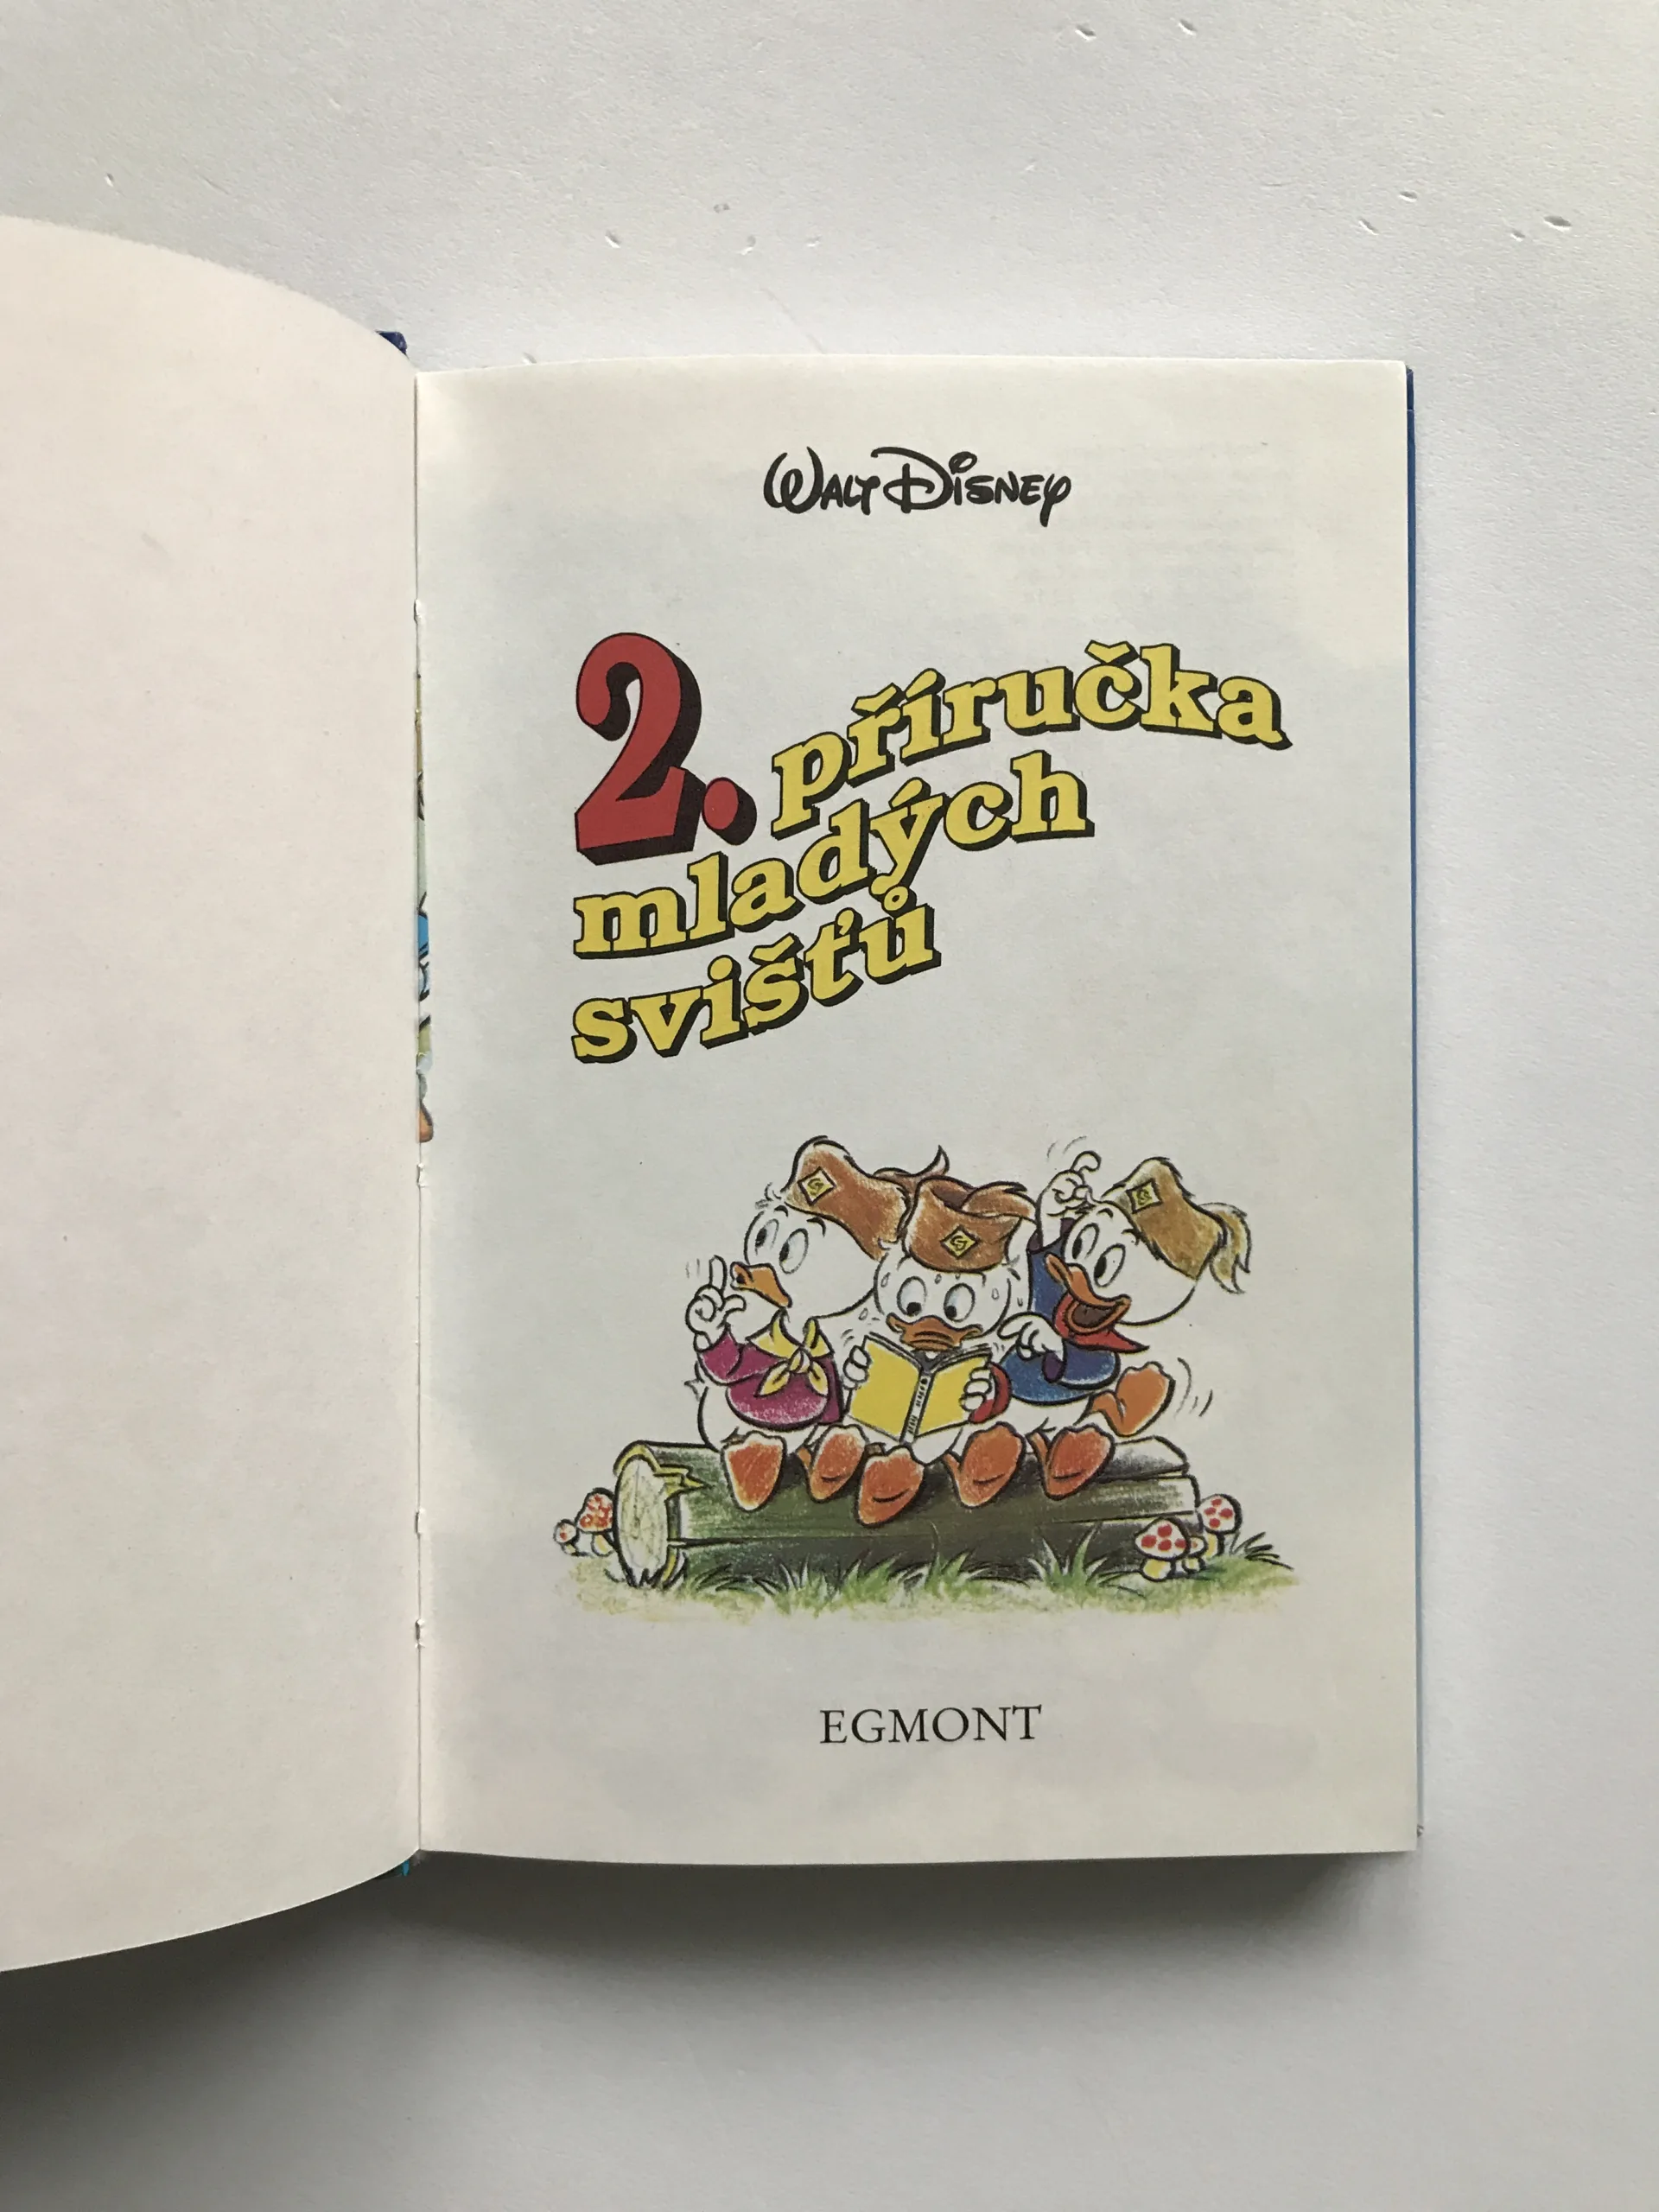 Walt Disney
2. příručka
mladých
svišťů
EGMONT